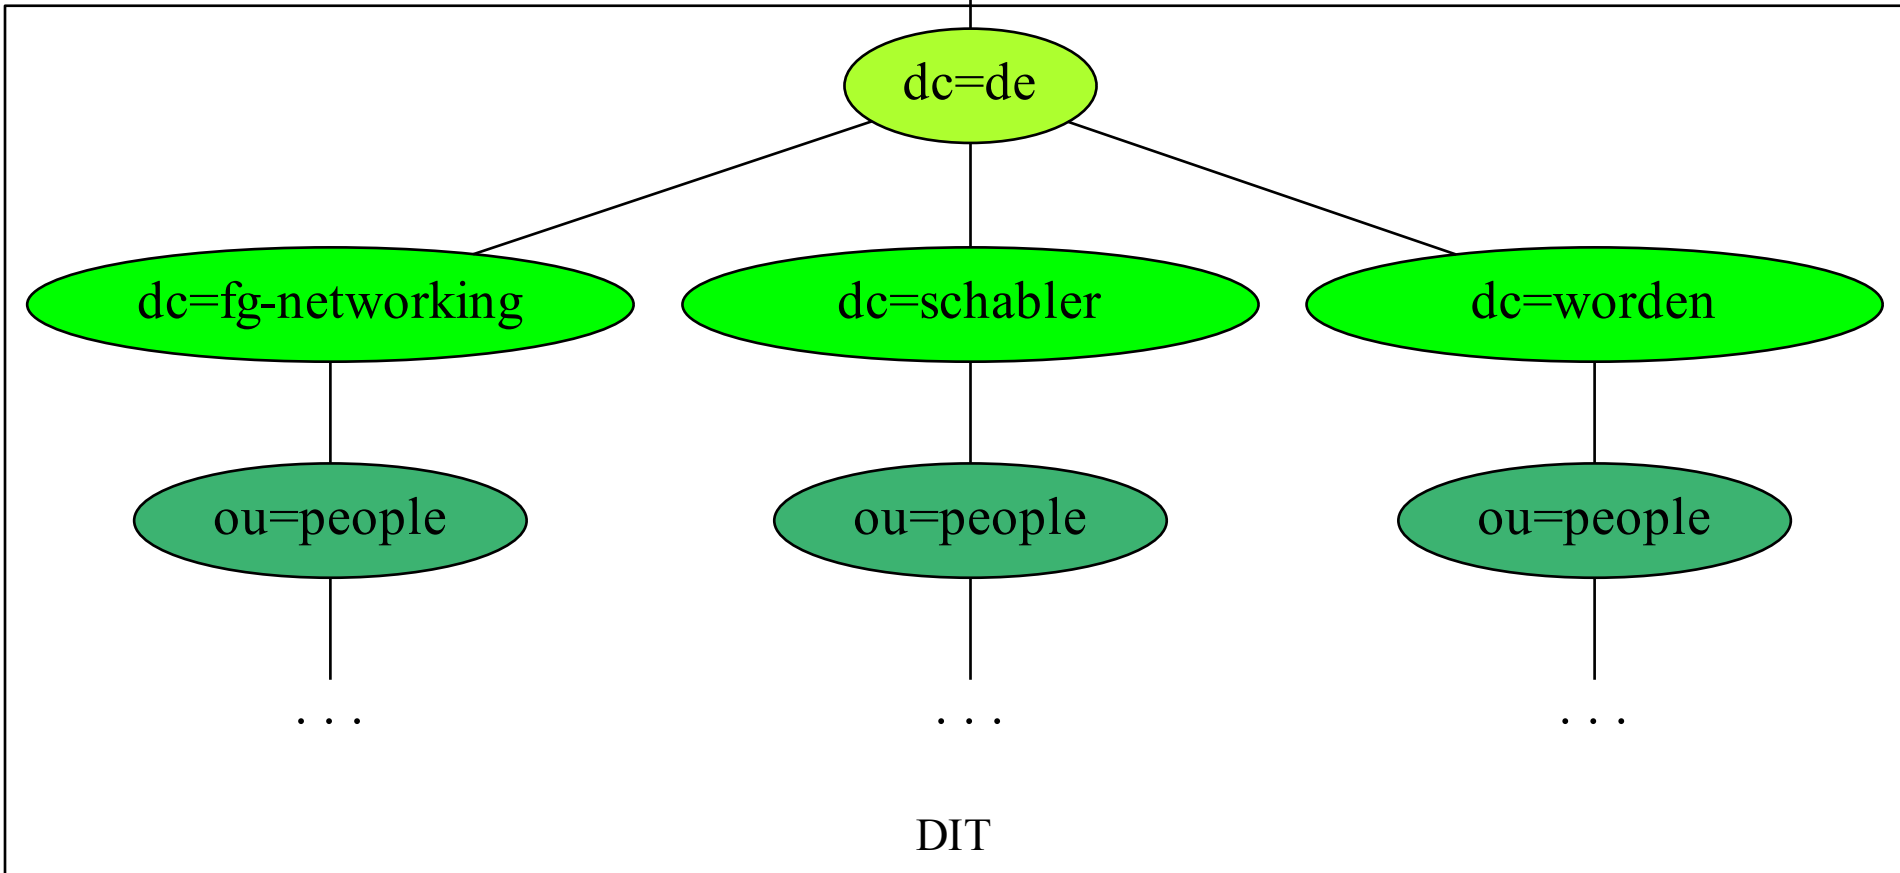 dc=de
dc=fg-networking dc=schabler dc=worden
ou=people ou=people ou=people
. . . . . . . . .
DIT